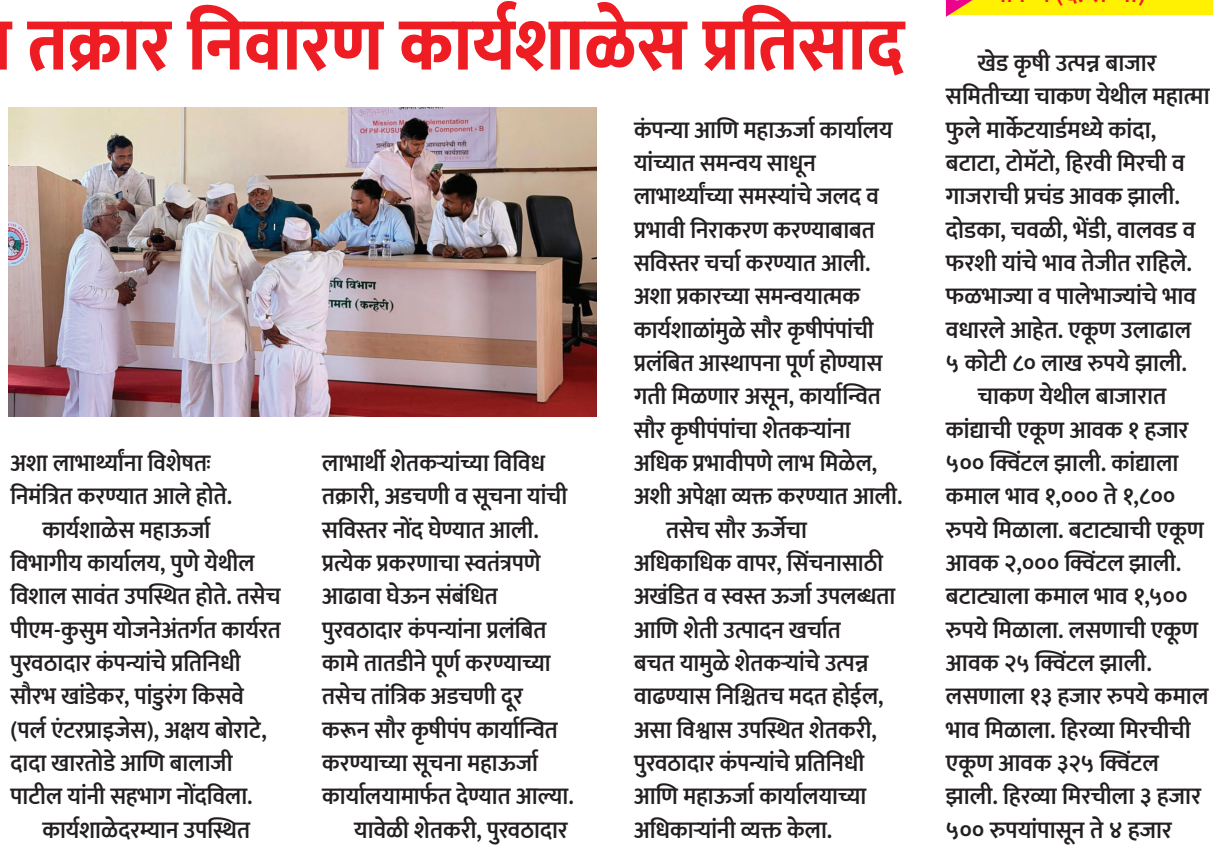 तक्रार निवारण कार्यशाळेस प्रतिसाद
Of PM-KUSUM
Component - B
कृषि विभाग
(कन्हेरी)
अशा लाभार्थ्यांना विशेषतः
निमंत्रित करण्यात आले होते.
कार्यशाळेस महाऊर्जा
विभागीय कार्यालय, पुणे येथील
विशाल सावंत उपस्थित होते. तसेच
पीएम-कुसुम योजनेअंतर्गत कार्यरत
पुरवठादार कंपन्यांचे प्रतिनिधी
सौरभ खांडेकर, पांडुरंग किसवे
(पर्ल एंटरप्राइजेस), अक्षय बोराटे,
दादा खारतोडे आणि बालाजी
पाटील यांनी सहभाग नोंदविला.
कार्यशाळेदरम्यान उपस्थित
लाभार्थी शेतकऱ्यांच्या विविध
तक्रारी, अडचणी व सूचना यांची
सविस्तर नोंद घेण्यात आली.
प्रत्येक प्रकरणाचा स्वतंत्रपणे
आढावा घेऊन संबंधित
पुरवठादार कंपन्यांना प्रलंबित
कामे तातडीने पूर्ण करण्याच्या
तसेच तांत्रिक अडचणी दूर
करून सौर कृषीपंप कार्यान्वित
करण्याच्या सूचना महाऊर्जा
कार्यालयामार्फत देण्यात आल्या.
यावेळी शेतकरी, पुरवठादार
कंपन्या आणि महाऊर्जा कार्यालय
यांच्यात समन्वय साधून
लाभार्थ्यांच्या समस्यांचे जलद व
प्रभावी निराकरण करण्याबाबत
सविस्तर चर्चा करण्यात आली.
अशा प्रकारच्या समन्वयात्मक
कार्यशाळांमुळे सौर कृषीपंपांची
प्रलंबित आस्थापना पूर्ण होण्यास
गती मिळणार असून, कार्यान्वित
सौर कृषीपंपांचा शेतकऱ्यांना
अधिक प्रभावीपणे लाभ मिळेल,
अशी अपेक्षा व्यक्त करण्यात आली.
तसेच सौर ऊर्जेचा
अधिकाधिक वापर, सिंचनासाठी
अखंडित व स्वस्त ऊर्जा उपलब्धता
आणि शेती उत्पादन खर्चात
बचत यामुळे शेतकऱ्यांचे उत्पन्न
वाढण्यास निश्चितच मदत होईल,
असा विश्वास उपस्थित शेतकरी,
पुरवठादार कंपन्यांचे प्रतिनिधी
आणि महाऊर्जा कार्यालयाच्या
अधिकाऱ्यांनी व्यक्त केला.
खेड कृषी उत्पन्न बाजार
समितीच्या चाकण येथील महात्मा
फुले मार्केटयार्डमध्ये कांदा,
बटाटा, टोमॅटो, हिरवी मिरची व
गाजराची प्रचंड आवक झाली.
दोडका, चवळी, भेंडी, वालवड व
फरशी यांचे भाव तेजीत राहिले.
फळभाज्या व पालेभाज्यांचे भाव
वधारले आहेत. एकूण उलाढाल
५ कोटी ८० लाख रुपये झाली.
चाकण येथील बाजारात
कांद्याची एकूण आवक १ हजार
५०० क्विंटल झाली. कांद्याला
कमाल भाव १,००० ते १,८००
रुपये मिळाला. बटाट्याची एकूण
आवक २,००० क्विंटल झाली.
बटाट्याला कमाल भाव १,५००
रुपये मिळाला. लसणाची एकूण
आवक २५ क्विंटल झाली.
लसणाला १३ हजार रुपये कमाल
भाव मिळाला. हिरव्या मिरचीची
एकूण आवक ३२५ क्विंटल
झाली. हिरव्या मिरचीला ३ हजार
५०० रुपयांपासून ते ४ हजार